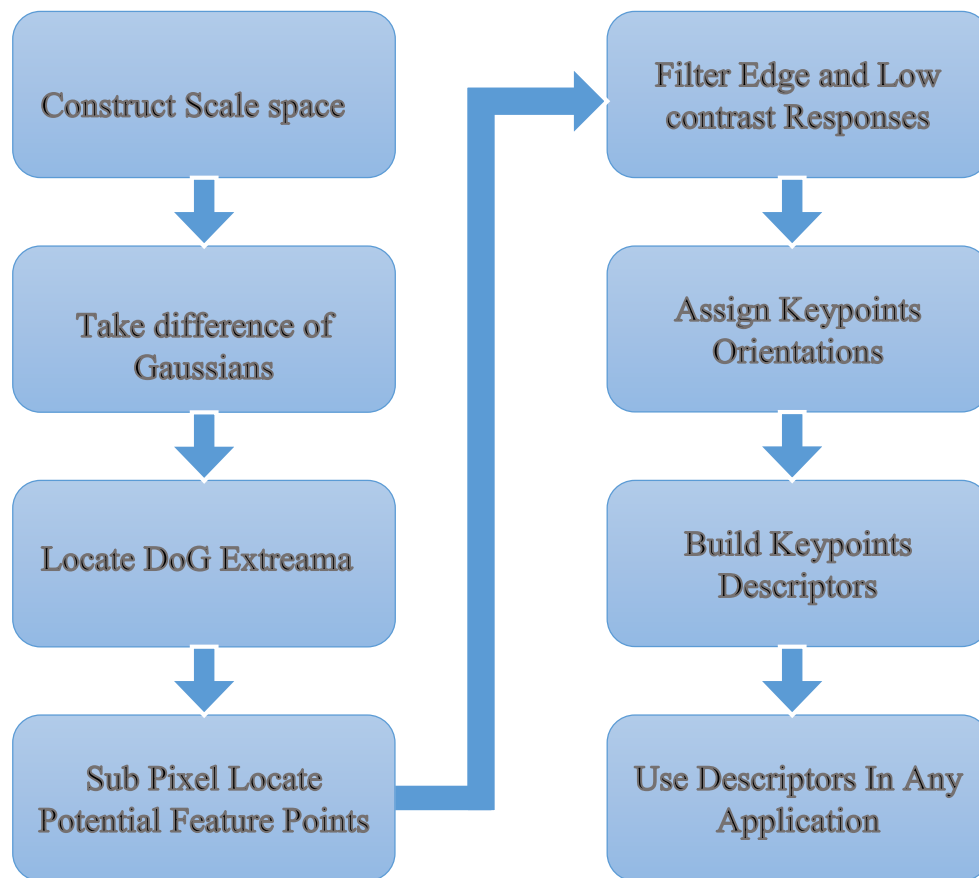 Construct Scale space
Take difference of
Gaussians
Locate DoG Extreama
Sub Pixel Locate
Potential Feature Points
Filter Edge and Low
contrast Responses
Assign Keypoints
Orientations
Build Keypoints
Descriptors
Use Descriptors In Any
Application